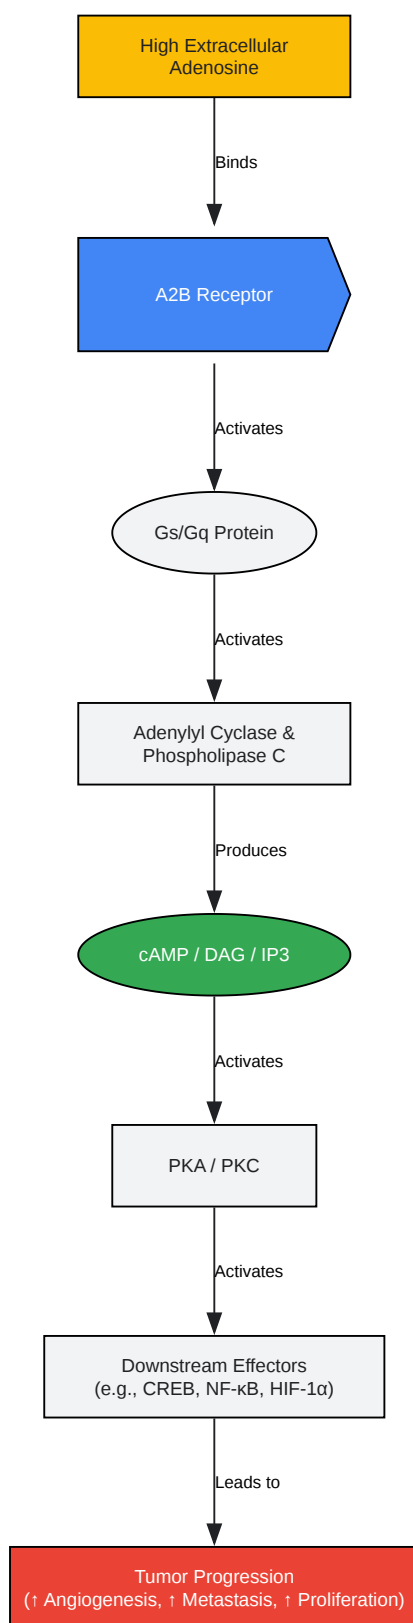 High Extracellular
Adenosine
Binds
A2B Receptor
Activates
Gs/Gq Protein
Activates
Adenylyl Cyclase &
Phospholipase C
Produces
cAMP / DAG / IP3
Activates
PKA / PKC
Activates
Downstream Effectors
(e.g., CREB, NF-κB, HIF-1α)
Leads to
Tumor Progression
(↑ Angiogenesis, ↑ Metastasis, ↑ Proliferation)